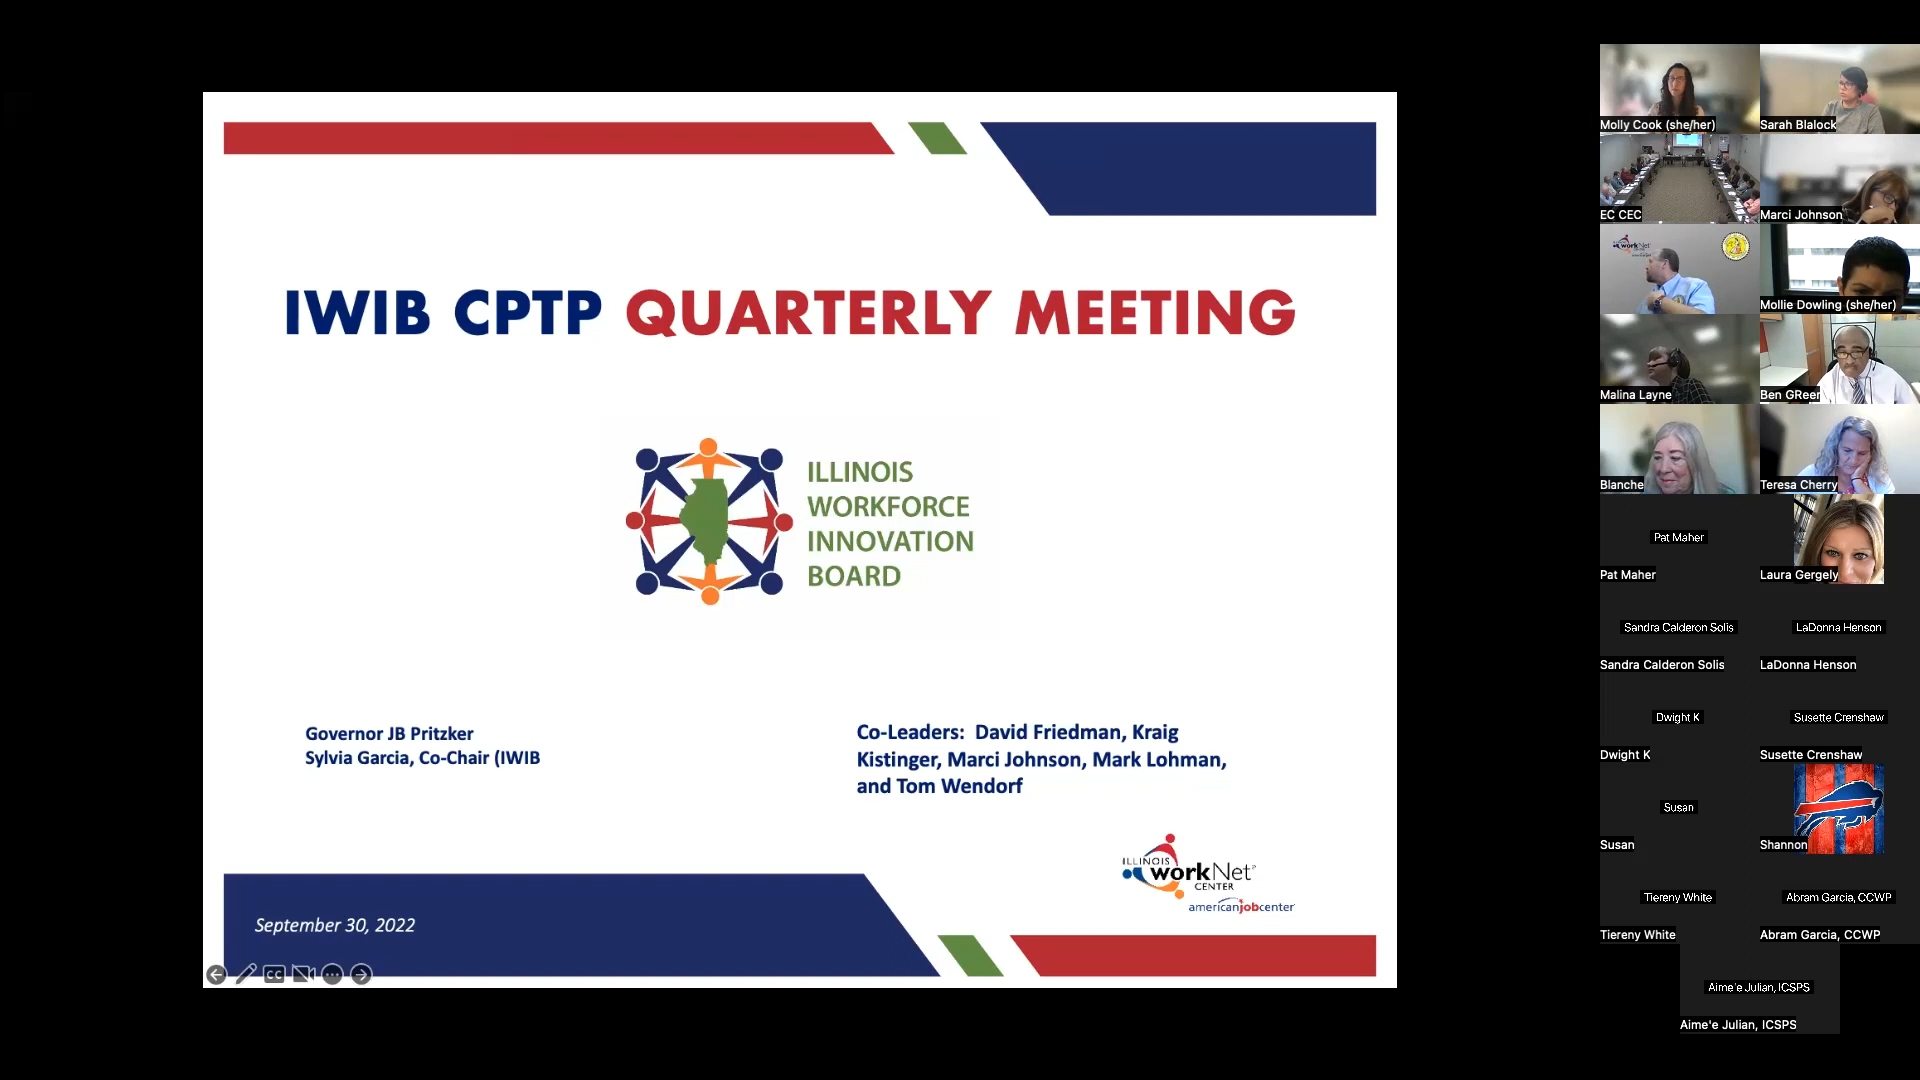 IWIB CPTP QUARTERLY MEETING
ILLINOIS
WORKFORCE
INNOVATION
BOARD
Governor JB Pritzker
Sylvia Garcia, Co-Chair (IWIB
Co-Leaders: David Friedman, Kraig
Kistinger, Marci Johnson, Mark Lohman,
and Tom Wendorf
ILLINOIS
workNet®
CENTER
americanjobcenter
September 30, 2022
CC
Molly Cook (she/her)
Sarah Blalock
EC CEC
Marci Johnson
workNet
Mollie Dowling (she/her)
Malina Layne
Ben GReer
Blanche
Teresa Cherry
Pat Maher
Pat Maher
Laura Gergely
Sandra Calderon Solis
LaDonna Henson
Sandra Calderon Solis
LaDonna Henson
Dwight K
Susette Crenshaw
Dwight K
Susette Crenshaw
Susan
Susan
Shannon
Tiereny White
Abram Garcia, CCWP
Tiereny White
Abram Garcia, CCWP
Aime'e Julian, ICSPS
Aime'e Julian, ICSPS